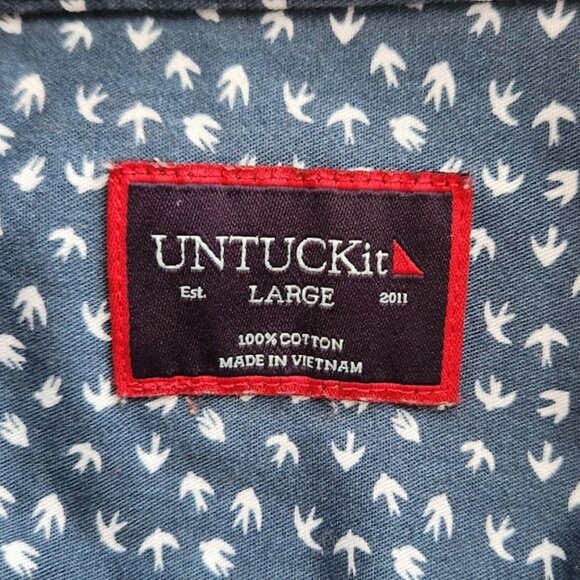 UNTUCKit
Est. LARGE 2011
100% COTTON
MADE IN VIETNAM